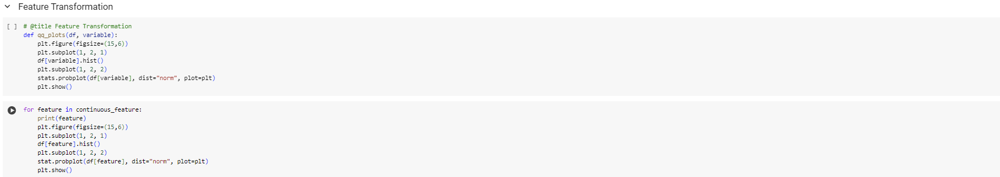 Feature Transformation
[ ] # @title Feature Transformation
def qq_plots(df, variable):
    plt.figure(figsize=(15,6))
    plt.subplot(1, 2, 1)
    df[variable].hist()
    plt.subplot(1, 2, 2)
    stats.probplot(df[variable], dist="norm", plot=plt)
    plt.show()
for feature in continuous_feature:
    print(feature)
    plt.figure(figsize=(15,6))
    plt.subplot(1, 2, 1)
    df[feature].hist()
    plt.subplot(1, 2, 2)
    stat.probplot(df[feature], dist="norm", plot=plt)
    plt.show()